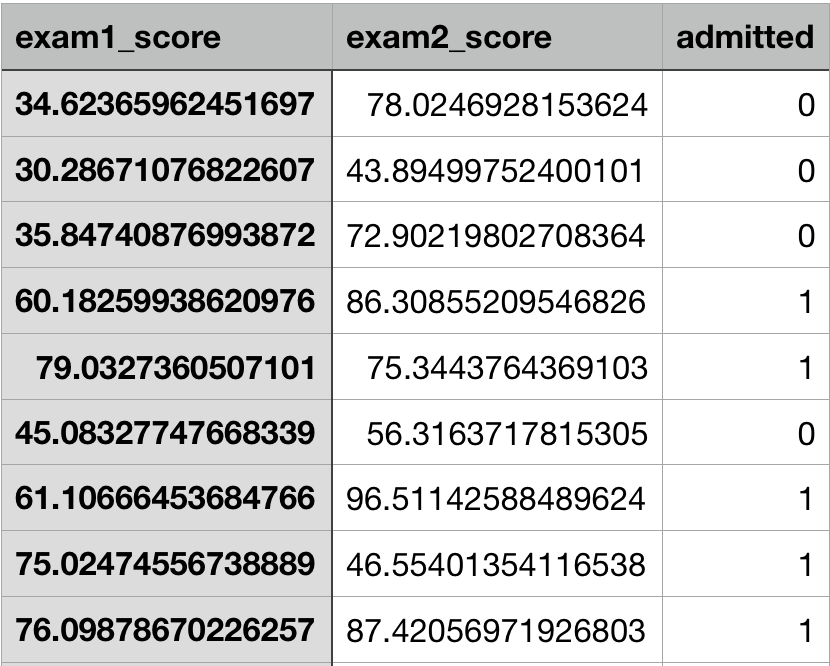 exam1_score exam2_score admitted
34.62365962451697 78.0246928153624 0
30.28671076822607 43.89499752400101 0
35.84740876993872 72.90219802708364 0
60.18259938620976 86.30855209546826 1
79.0327360507101 75.3443764369103 1
45.08327747668339 56.3163717815305 0
61.10666453684766 96.51142588489624 1
75.02474556738889 46.55401354116538 1
76.09878670226257 87.42056971926803 1